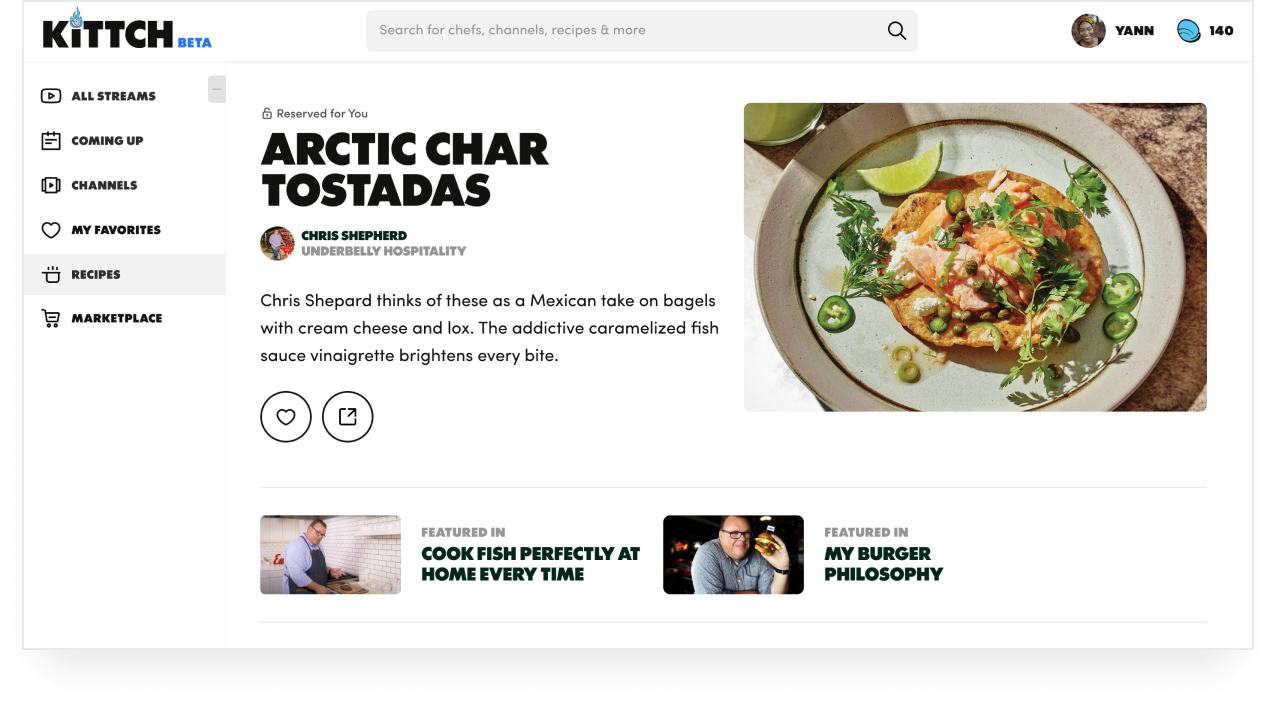 KiTTCH BETA
Search for chefs, channels, recipes & more
YANN
140
ALL STREAMS
COMING UP
CHANNELS
MY FAVORITES
RECIPES
MARKETPLACE
Reserved for You
ARCTIC CHAR
TOSTADAS
CHRIS SHEPHERD
UNDERBELLY HOSPITALITY
Chris Shepard thinks of these as a Mexican take on bagels
with cream cheese and lox. The addictive caramelized fish
sauce vinaigrette brightens every bite.
FEATURED IN
COOK FISH PERFECTLY AT
HOME EVERY TIME
FEATURED IN
MY BURGER
PHILOSOPHY